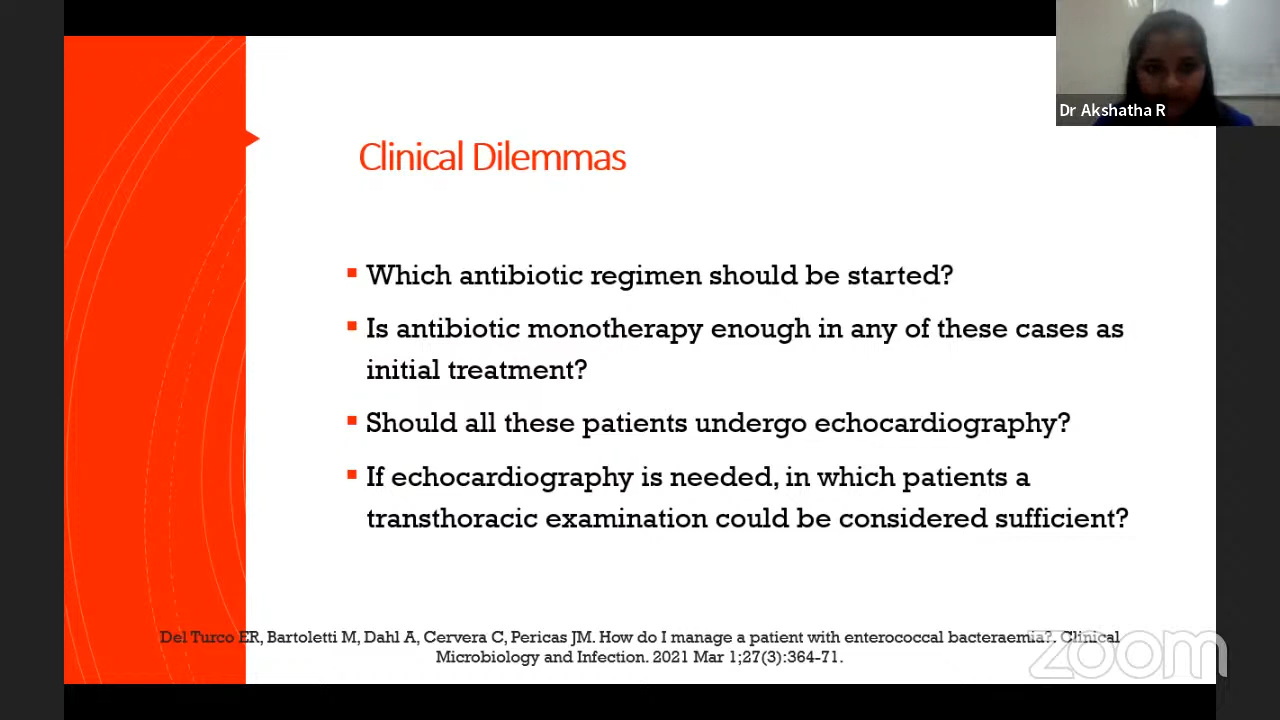 Dr Akshatha R
Clinical Dilemmas
Which antibiotic regimen should be started?
Is antibiotic monotherapy enough in any of these cases as
initial treatment?
Should all these patients undergo echocardiography?
If echocardiography is needed, in which patients a
transthoracic examination could be considered sufficient?
Del Turco ER, Bartoletti M, Dahl A, Cervera C, Pericas JM. How do I manage a patient with enterococcal bacteraemia?. Clinical
Microbiology and Infection. 2021 Mar 1;27(3):364-71.
zoom